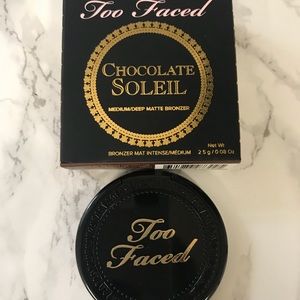 Too Faced
CHOCOLATE
SOLEIL
MEDIUM/DEEP MATTE BRONZER
BRONZER MAT INTENSE/MÉDIUM
Net Wt
2.5 g / 0.08 Oz
Too
Faced